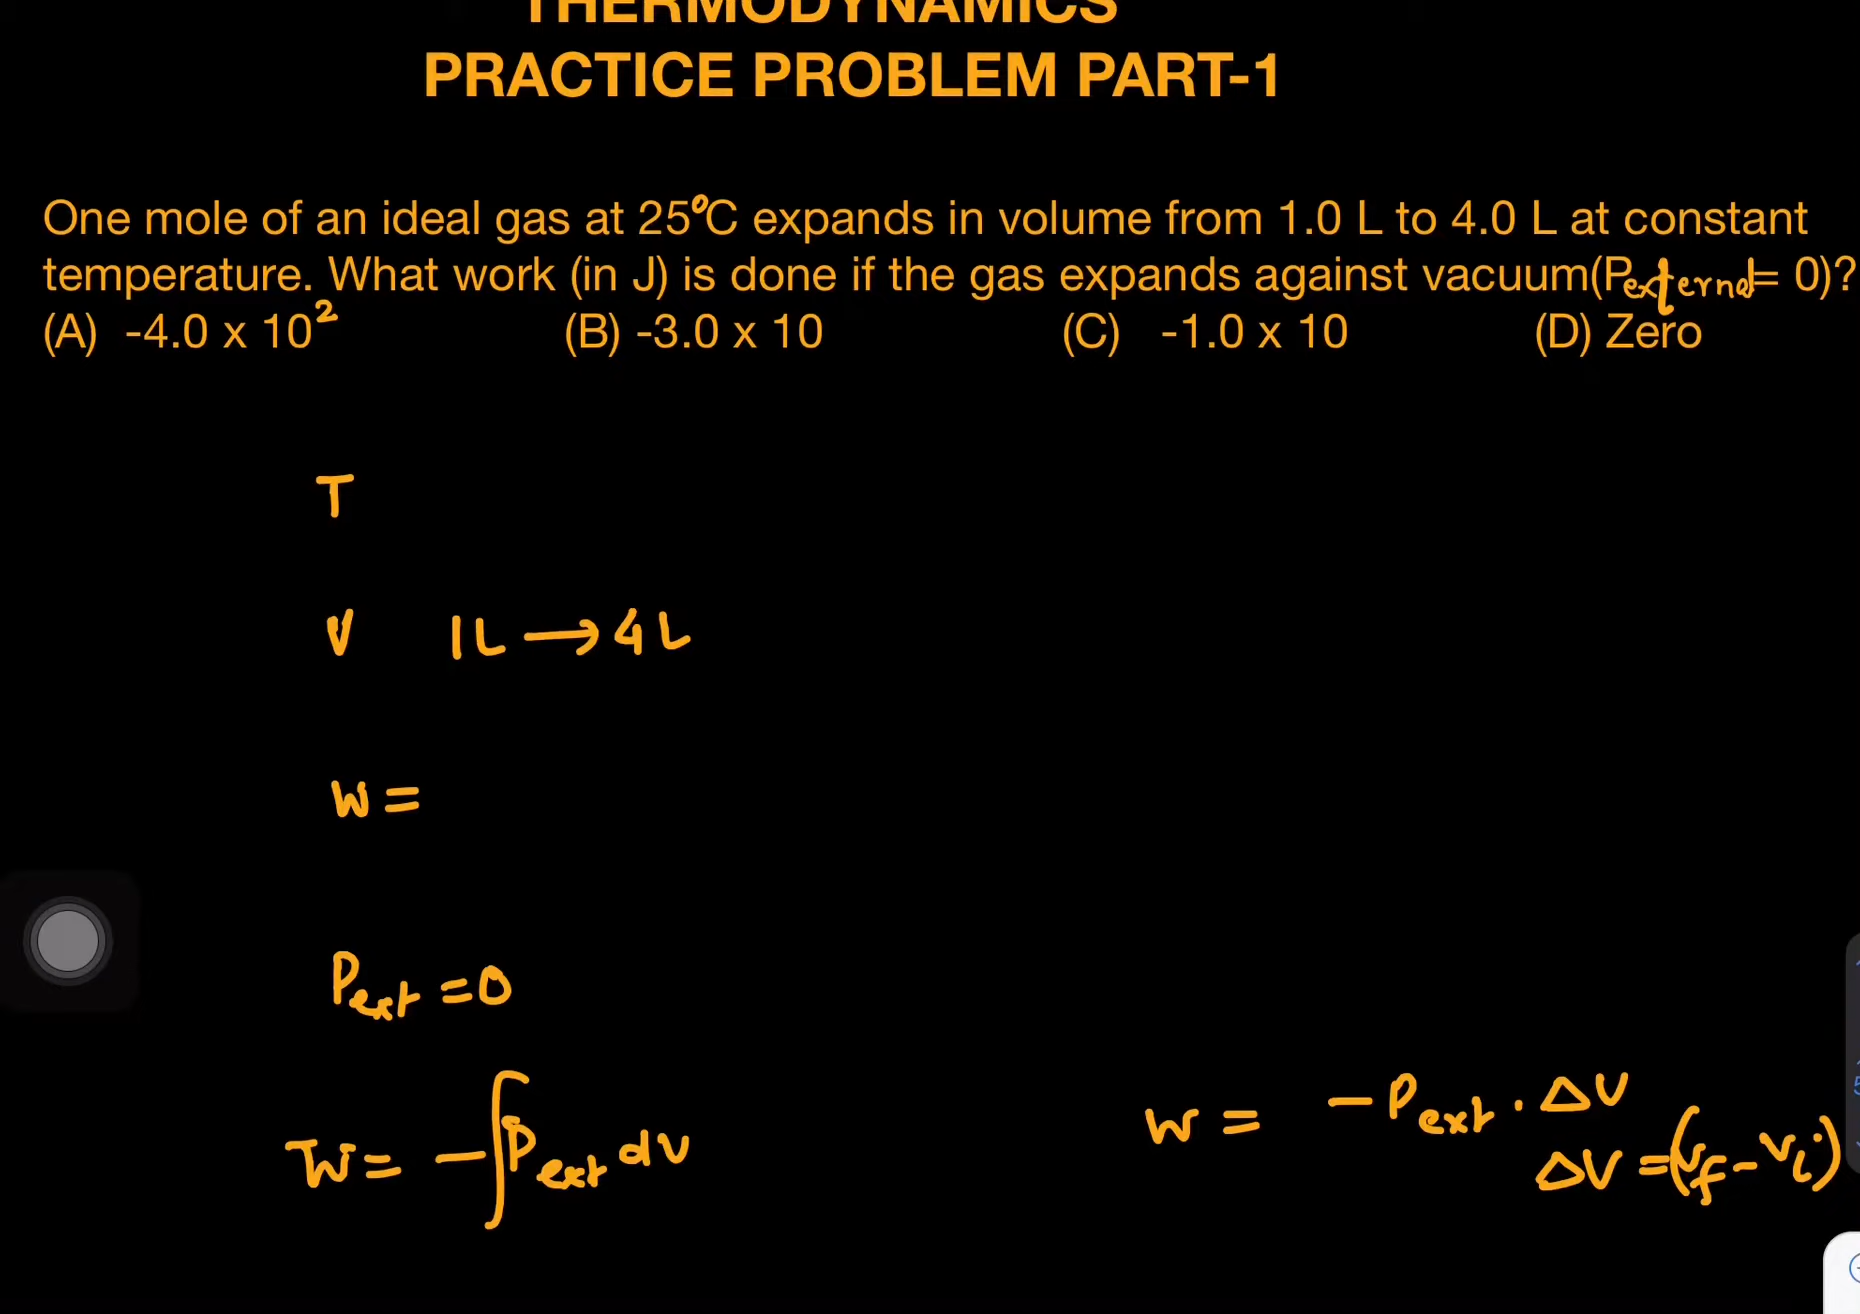 THERMODYNAMICS
PRACTICE PROBLEM PART-1
One mole of an ideal gas at 25⁰C expands in volume from 1.0 L to 4.0 L at constant
temperature. What work (in J) is done if the gas expands against vacuum(Pexternal= 0)?
(A) -4.0 x 10² (B) -3.0 x 10 (C) -1.0 x 10 (D) Zero
T
V 1L → 4L
W =
Pext = 0
W = -∫Pext dv
W = -Pext . ΔV
ΔV = (Vf - Vi)